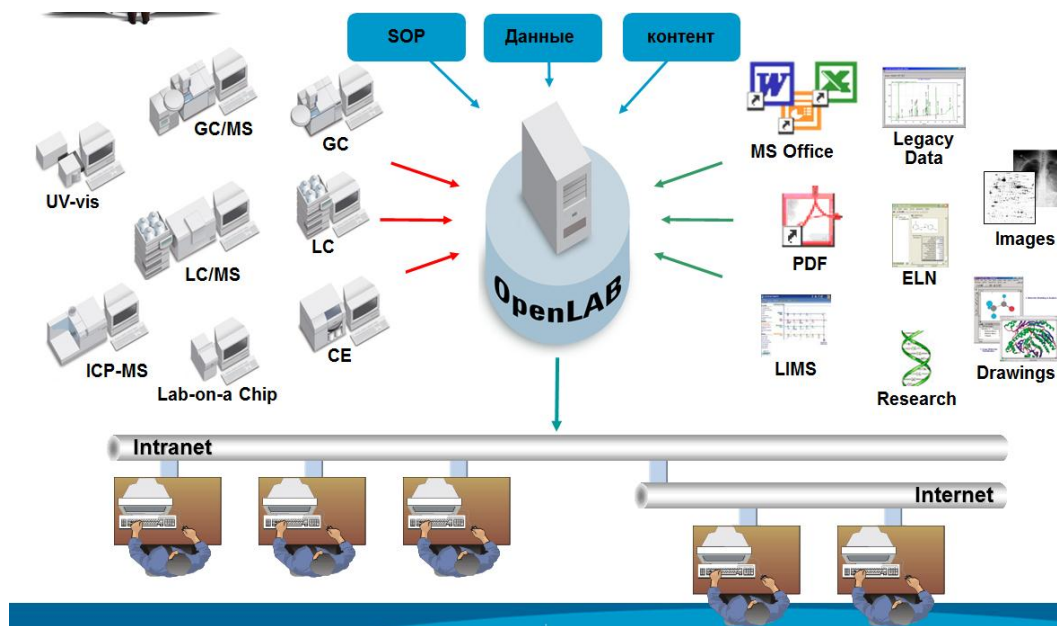 SOP
Данные
контент
GC/MS
GC
UV-vis
LC/MS
LC
ICP-MS
Lab-on-a Chip
CE
OpenLAB
MS Office
Legacy
Data
PDF
ELN
Images
LIMS
Research
Drawings
Intranet
Internet